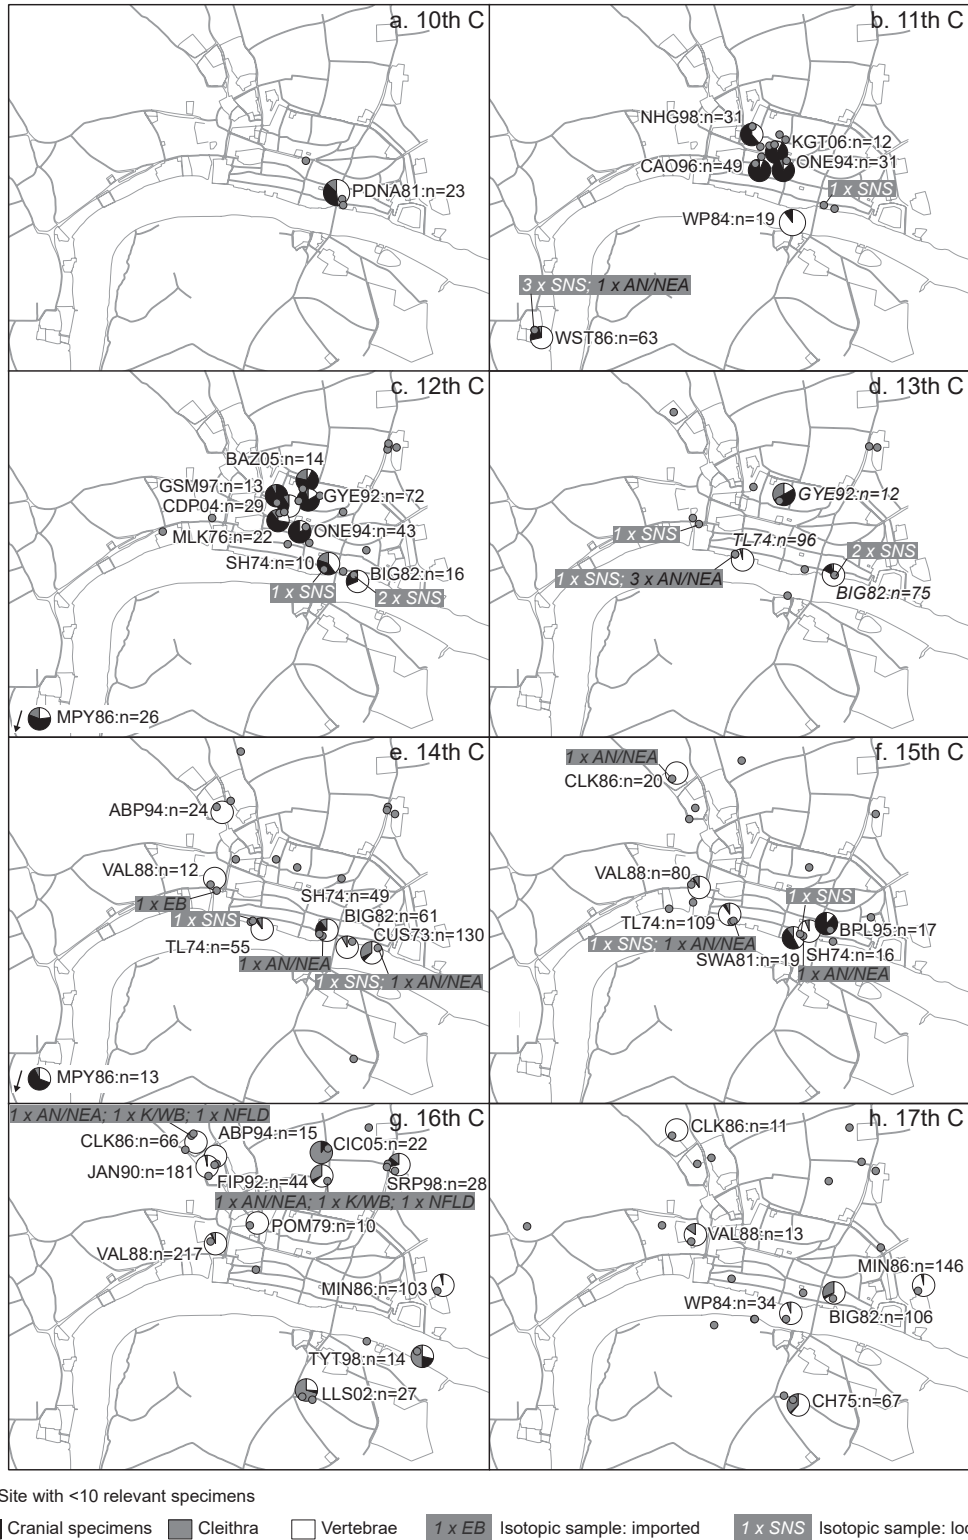 a. 10th C
PDNA81:n=23
b. 11th C
NHG98:n=31
KGT06:n=12
CAO96:n=49
ONE94:n=31
1 x SNS
WP84:n=19
3 x SNS; 1 x AN/NEA
WST86:n=63
c. 12th C
BAZ05:n=14
GSM97:n=13
GYE92:n=72
CDP04:n=29
MLK76:n=22
ONE94:n=43
SH74:n=10
BIG82:n=16
1 x SNS
2 x SNS
MPY86:n=26
d. 13th C
GYE92:n=12
1 x SNS
TL74:n=96
2 x SNS
1 x SNS; 3 x AN/NEA
BIG82:n=75
e. 14th C
ABP94:n=24
VAL88:n=12
SH74:n=49
1 x EB
1 x SNS
BIG82:n=61
CUS73:n=130
TL74:n=55
1 x AN/NEA
1 x SNS; 1 x AN/NEA
MPY86:n=13
f. 15th C
1 x AN/NEA
CLK86:n=20
VAL88:n=80
1 x SNS
TL74:n=109
BPL95:n=17
1 x SNS; 1 x AN/NEA
SWA81:n=19
SH74:n=16
1 x AN/NEA
g. 16th C
1 x AN/NEA; 1 x K/WB; 1 x NFLD
CLK86:n=66
ABP94:n=15
CIC05:n=22
JAN90:n=181
FIP92:n=44
SRP98:n=28
1 x AN/NEA; 1 x K/WB; 1 x NFLD
POM79:n=10
VAL88:n=217
MIN86:n=103
TYT98:n=14
LLS02:n=27
h. 17th C
CLK86:n=11
VAL88:n=13
MIN86:n=146
WP84:n=34
BIG82:n=106
CH75:n=67
Site with <10 relevant specimens
Cranial specimens Cleithra Vertebrae 1 x EB Isotopic sample: imported 1 x SNS Isotopic sample: